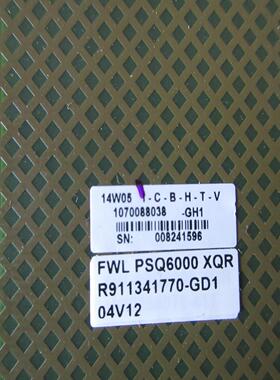 14W05 I-C-B-H-T-V
1070088038 -GH1
SN: 008241596
FWL PSQ6000 XQR
R911341770-GD1
04V12